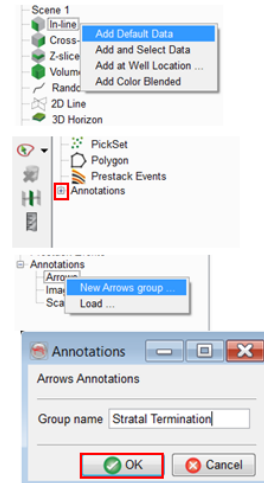 Scene 1
In-line
Add Default Data
Cross-
Add and Select Data
Z-slice
Add at Well Location ...
Volum
Add Color Blended
Rando
2D Line
3D Horizon
PickSet
Polygon
Prestack Events
Annotations
Annotations
Arrows
New Arrows group ...
Ima
Load ...
Sca
Annotations
Arrows Annotations
Group name Stratal Termination
OK Cancel